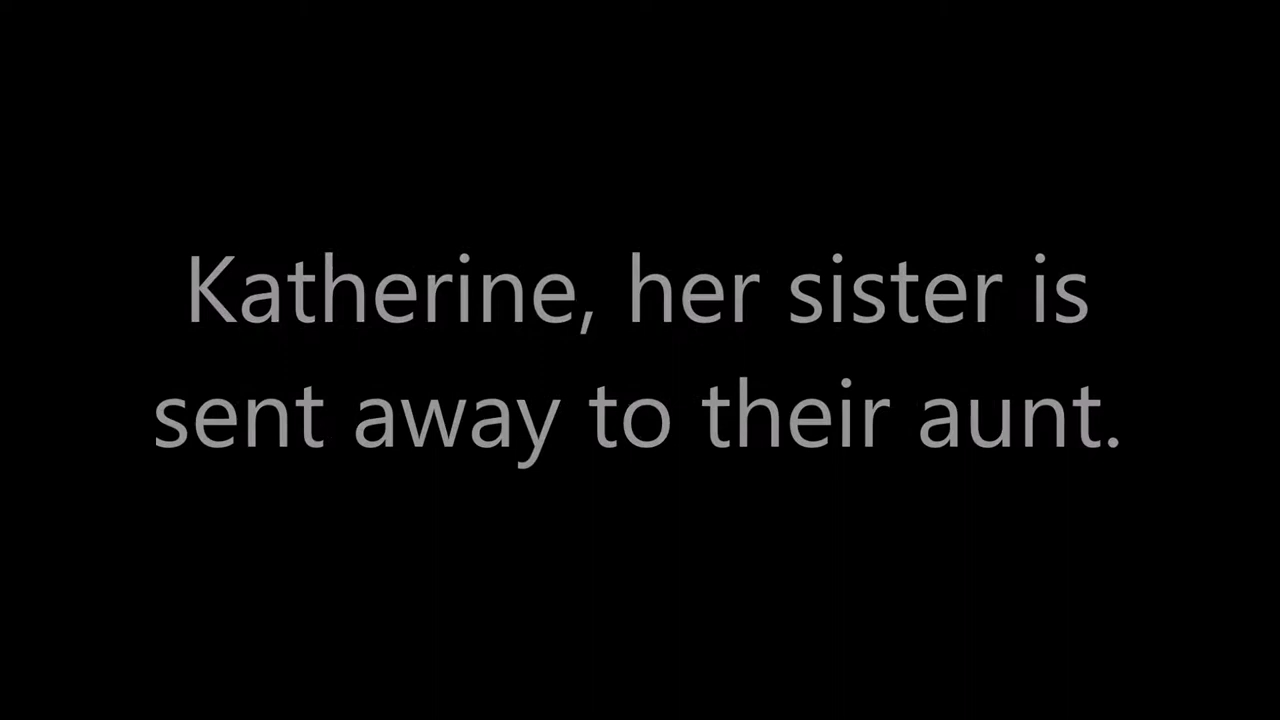 Katherine, her sister is
sent away to their aunt.